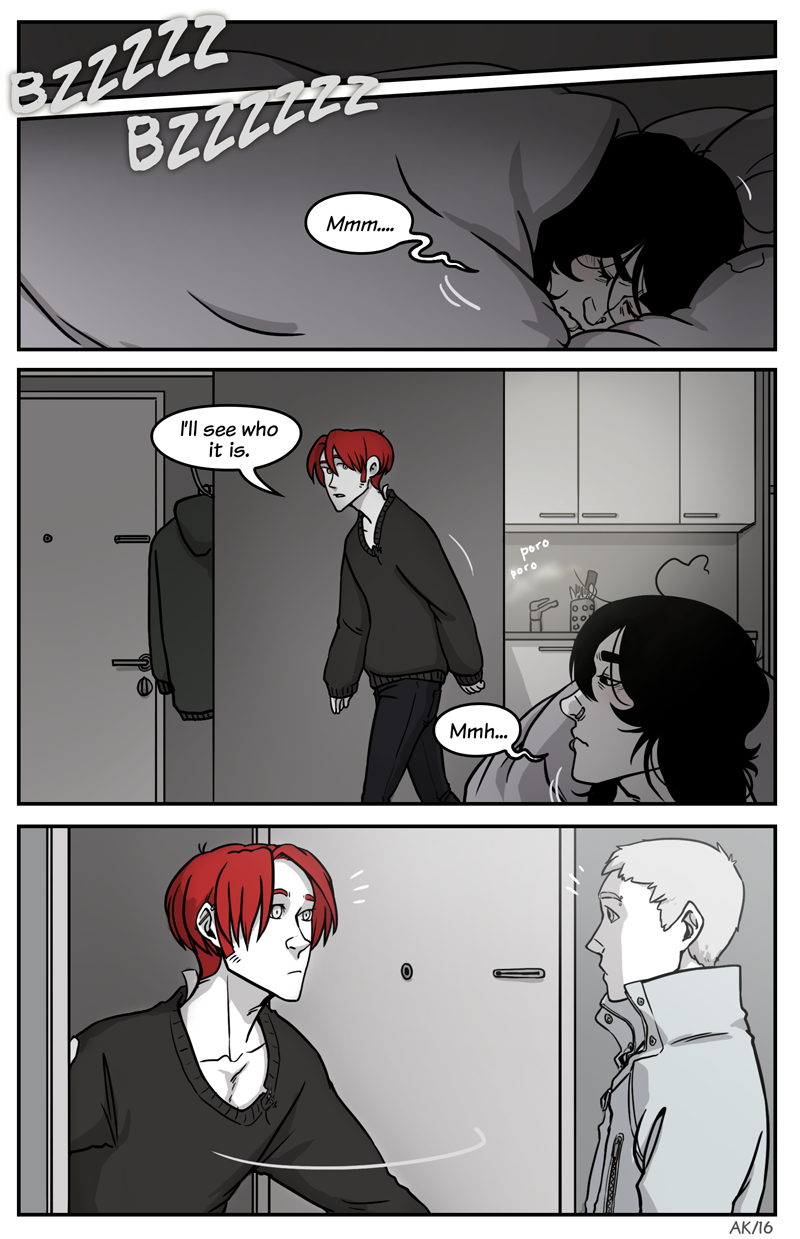 BZZZZZ
BZZZZZZ
Mmm....
I'll see who
it is.
poro
poro
Mmh...
AK/16